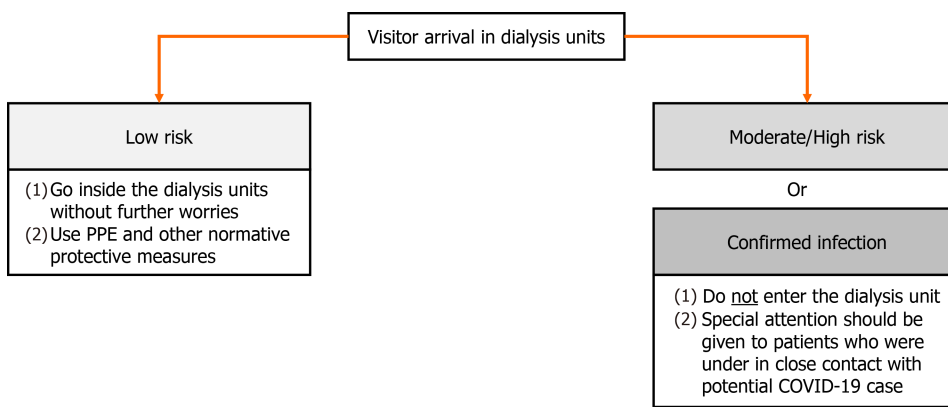 Visitor arrival in dialysis units
Low risk
(1) Go inside the dialysis units
without further worries
(2) Use PPE and other normative
protective measures
Moderate/High risk
Or
Confirmed infection
(1) Do not enter the dialysis unit
(2) Special attention should be
given to patients who were
under in close contact with
potential COVID-19 case